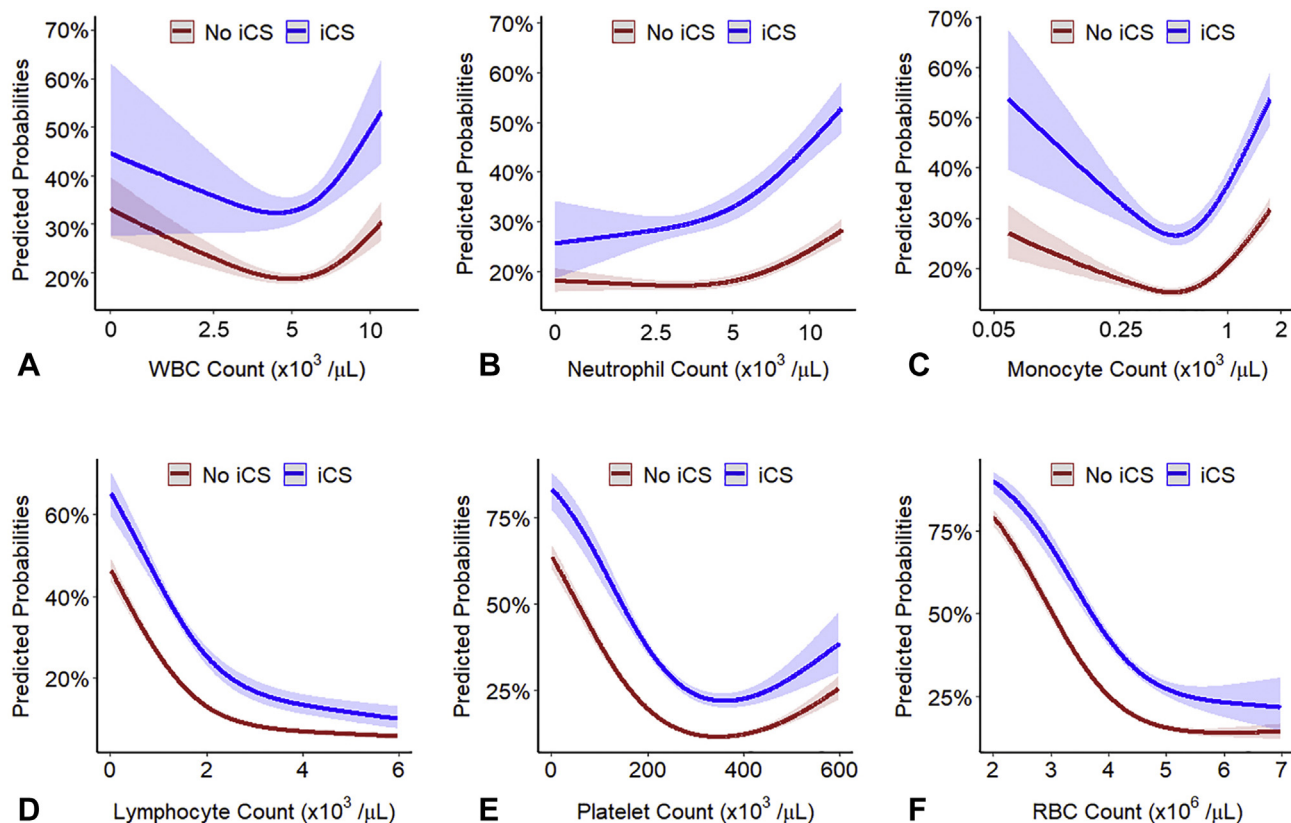 No iCS iCS
Predicted Probabilities
70%
60%
50%
40%
30%
20%
0 2.5 5 10
A WBC Count (x10³ /μL)
No iCS iCS
Predicted Probabilities
70%
60%
50%
40%
30%
20%
0 2.5 5 10
B Neutrophil Count (x10³ /μL)
No iCS iCS
Predicted Probabilities
70%
60%
50%
40%
30%
20%
0.05 0.25 1 2
C Monocyte Count (x10³ /μL)
No iCS iCS
Predicted Probabilities
60%
40%
20%
0 2 4 6
D Lymphocyte Count (x10³ /μL)
No iCS iCS
Predicted Probabilities
75%
50%
25%
0 200 400 600
E Platelet Count (x10³ /μL)
No iCS iCS
Predicted Probabilities
75%
50%
25%
2 3 4 5 6 7
F RBC Count (x10⁶ /μL)